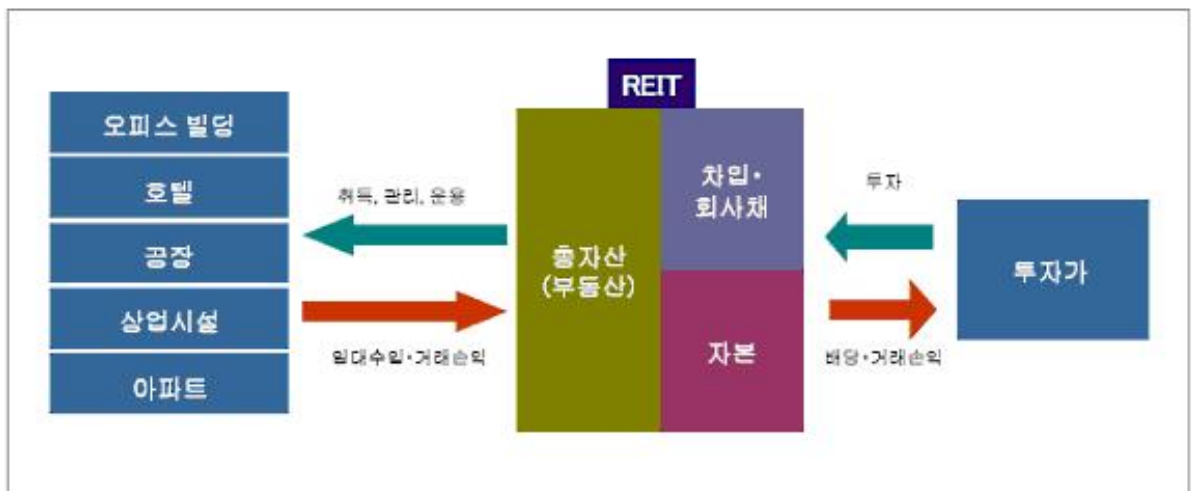 REIT
오피스 빌딩
호텔
공장
상업시설
아파트
취득, 관리, 운용
임대수입·거래손익
총자산
(부동산)
차입·
회사채
자본
투자
배당·거래손익
투자가